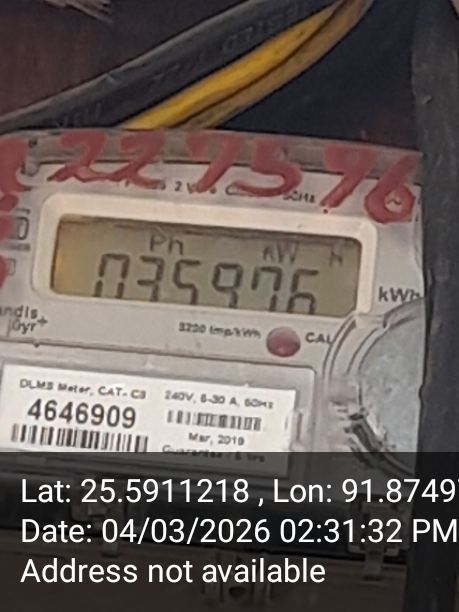 227576
Ph kW N
035976
kWh
3200 imp/kWh
CAL
Gyr+
DLMS Meter, CAT- C3
240V, 5-30 A, 50Hz
4646909
Mar, 2019
Lat: 25.5911218 , Lon: 91.8749
Date: 04/03/2026 02:31:32 PM
Address not available